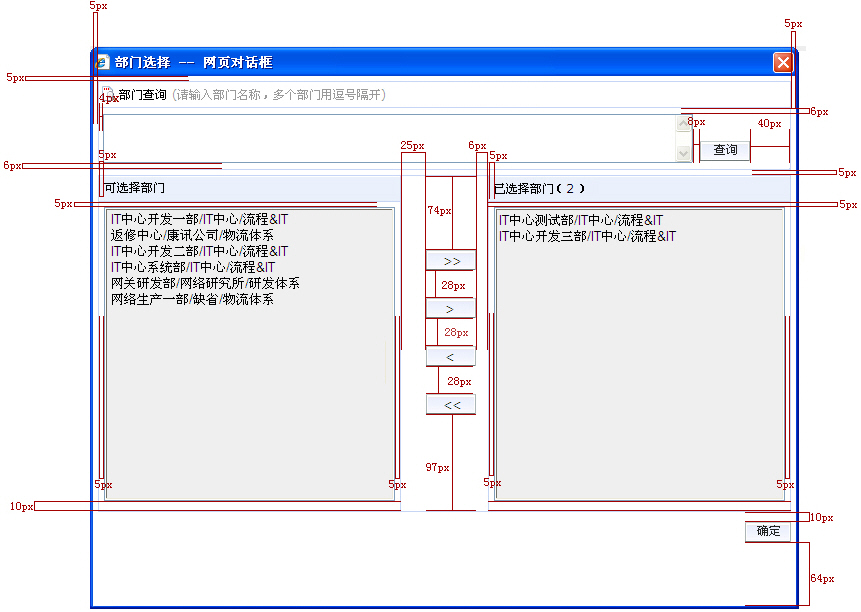 5px
5px
部门选择 -- 网页对话框
5px
4px
部门查询 (请输入部门名称，多个部门用逗号隔开)
6px
8px
40px
查询
25px
6px
5px
5px
6px
5px
可选择部门
已选择部门(2)
5px
5px
IT中心开发一部/IT中心/流程&IT
返修中心/康讯公司/物流体系
IT中心开发二部/IT中心/流程&IT
IT中心系统部/IT中心/流程&IT
网关研发部/网络研究所/研发体系
网络生产一部/缺省/物流体系
74px
>>
28px
>
28px
<
28px
<<
97px
IT中心测试部/IT中心/流程&IT
IT中心开发三部/IT中心/流程&IT
5px
5px
5px
5px
10px
10px
确定
64px